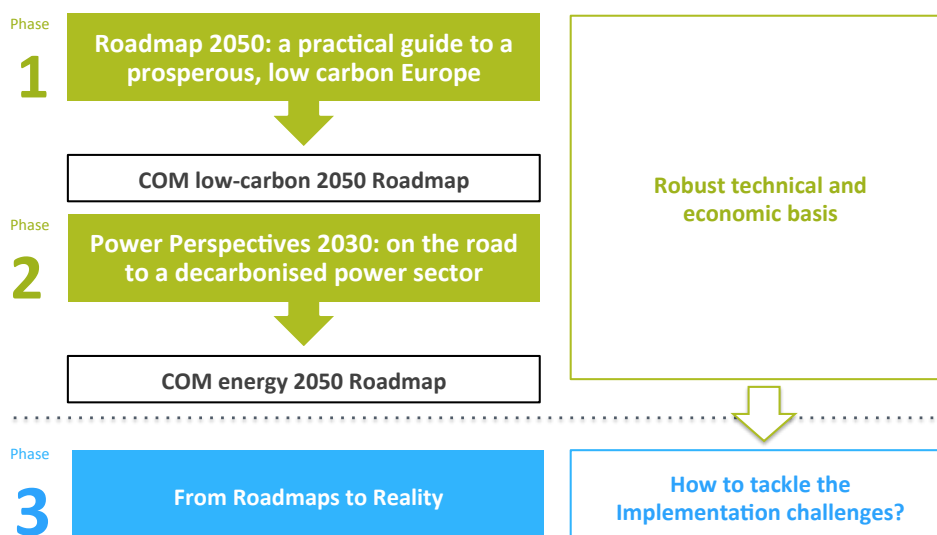 Phase
1
Roadmap 2050: a practical guide to a
prosperous, low carbon Europe
COM low-carbon 2050 Roadmap
Phase
2
Power Perspectives 2030: on the road
to a decarbonised power sector
COM energy 2050 Roadmap
Robust technical and
economic basis
Phase
3
From Roadmaps to Reality
How to tackle the
Implementation challenges?